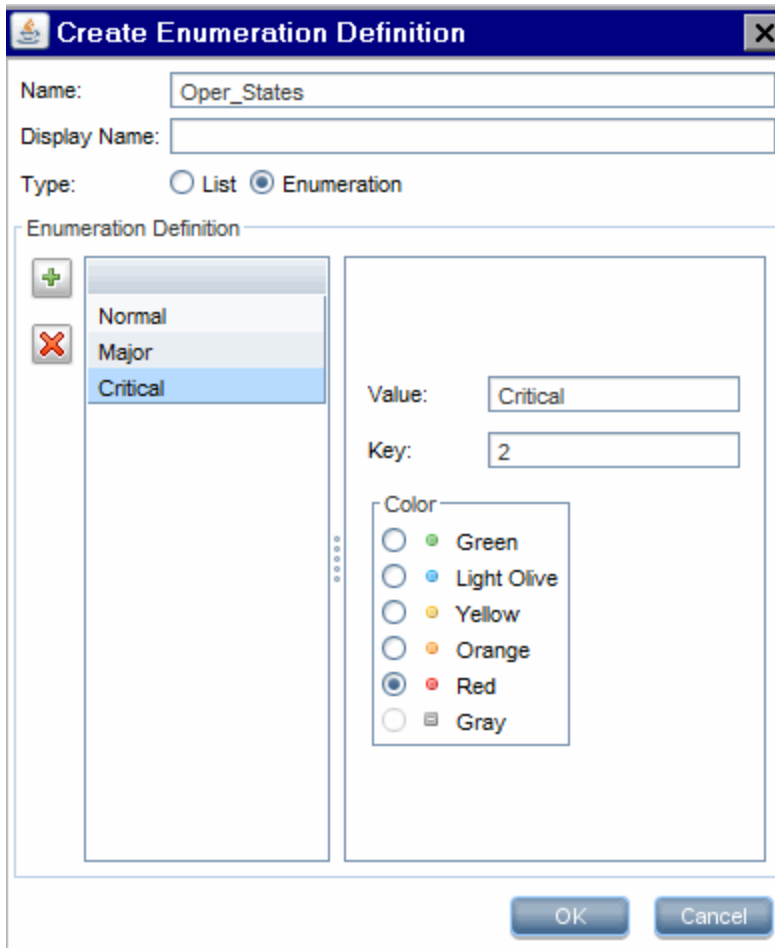 Create Enumeration Definition
Name: Oper_States
Display Name:
Type: List Enumeration
Enumeration Definition
Normal
Major
Critical
Value: Critical
Key: 2
Color
Green
Light Olive
Yellow
Orange
Red
Gray
OK Cancel